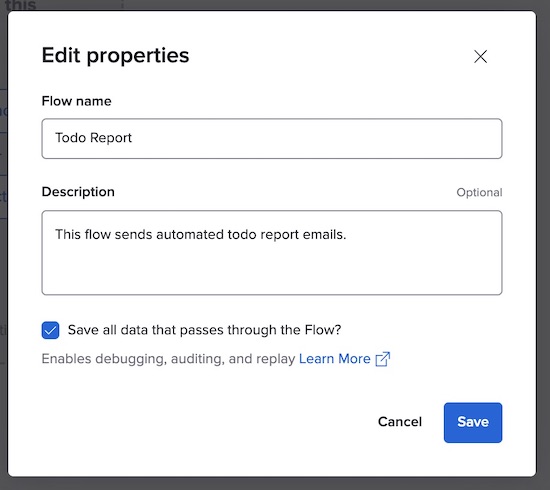 this
Edit properties
Flow name
Todo Report
Description
Optional
This flow sends automated todo report emails.
Save all data that passes through the Flow?
Enables debugging, auditing, and replay Learn More
Cancel
Save